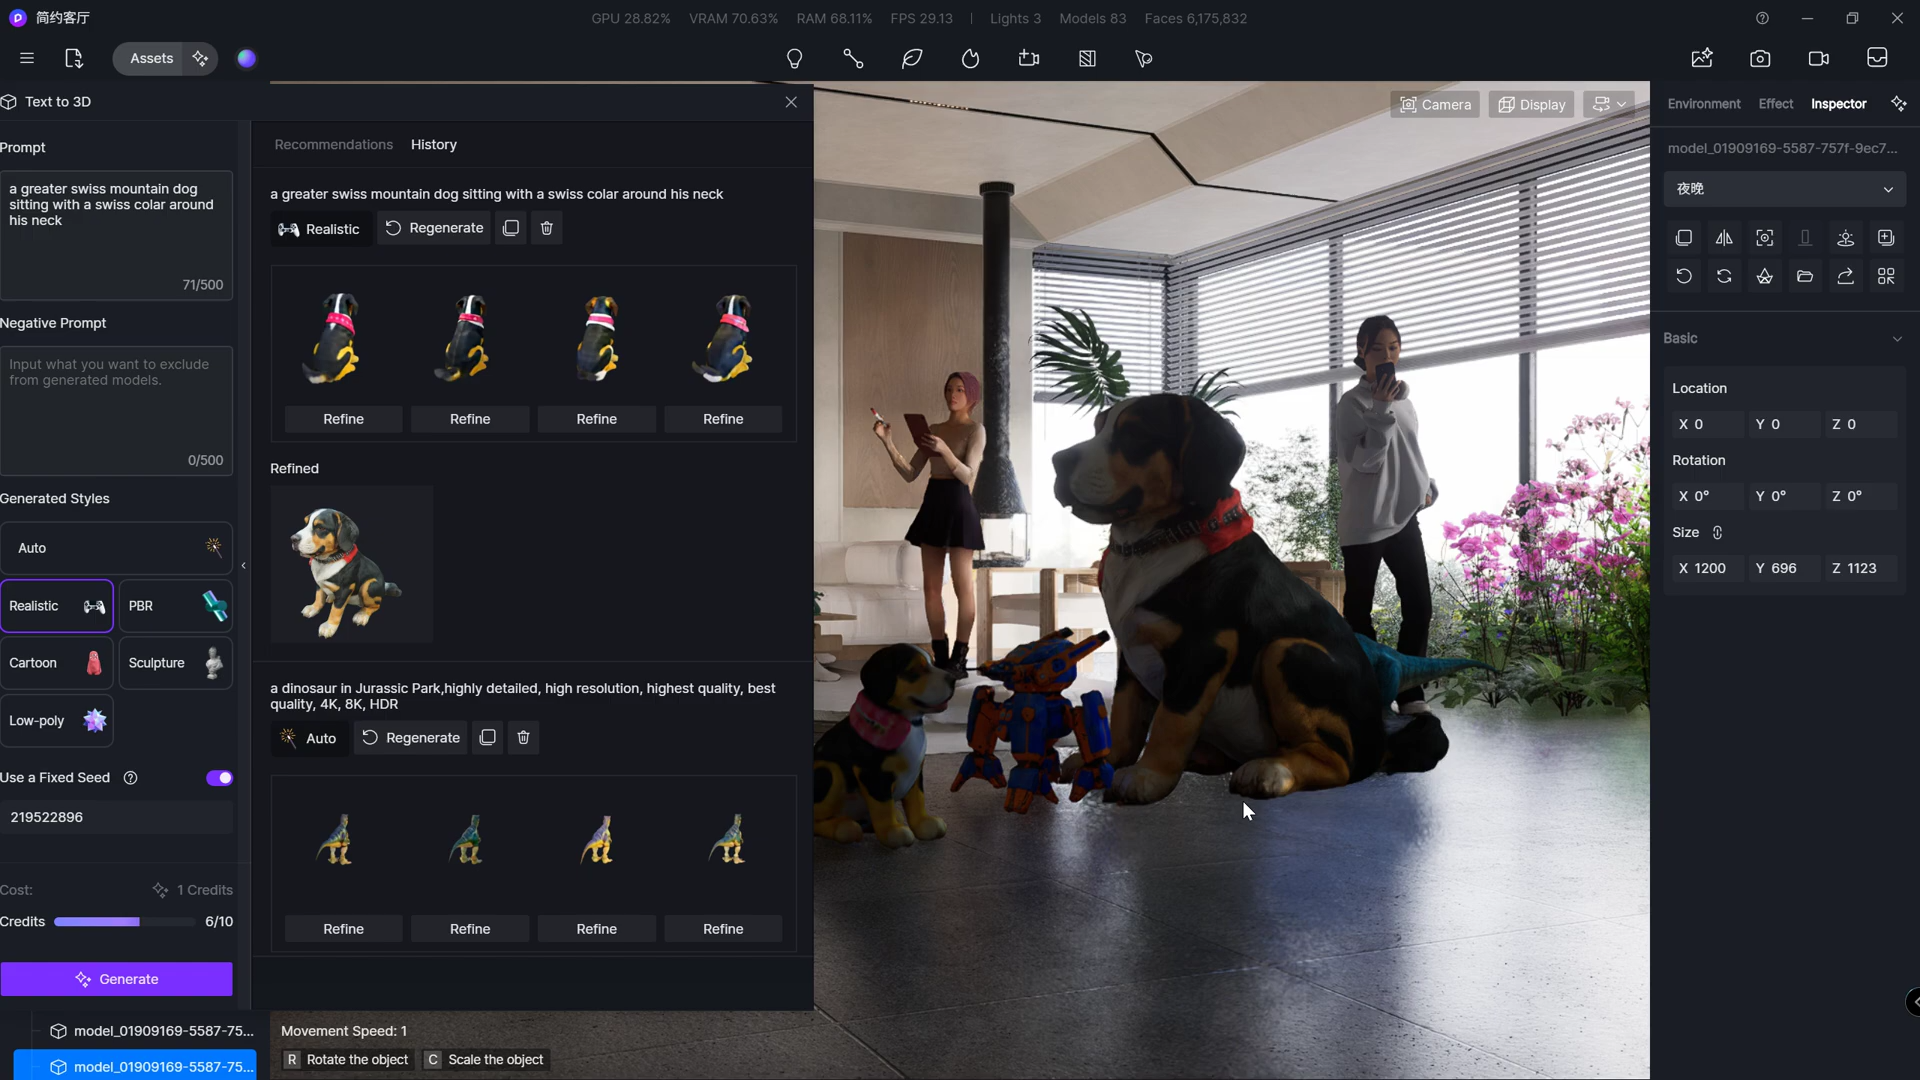 简约客厅
GPU 28.82% VRAM 70.63% RAM 68.11% FPS 29.13 | Lights 3 Models 83 Faces 6,175,832
Assets
Text to 3D
Prompt
a greater swiss mountain dog
sitting with a swiss colar around
his neck
71/500
Negative Prompt
Input what you want to exclude
from generated models.
0/500
Generated Styles
Auto
Realistic
PBR
Cartoon
Sculpture
Low-poly
Use a Fixed Seed
219522896
Cost: 1 Credits
Credits 6/10
Generate
model_01909169-5587-75...
model_01909169-5587-75...
Recommendations History
a greater swiss mountain dog sitting with a swiss colar around his neck
Realistic Regenerate
Refine Refine Refine Refine
Refined
a dinosaur in Jurassic Park,highly detailed, high resolution, highest quality, best
quality, 4K, 8K, HDR
Auto Regenerate
Refine Refine Refine Refine
Movement Speed: 1
R Rotate the object C Scale the object
Camera Display
Environment Effect Inspector
model_01909169-5587-757f-9ec7...
夜晚
Basic
Location
X 0 Y 0 Z 0
Rotation
X 0° Y 0° Z 0°
Size
X 1200 Y 696 Z 1123